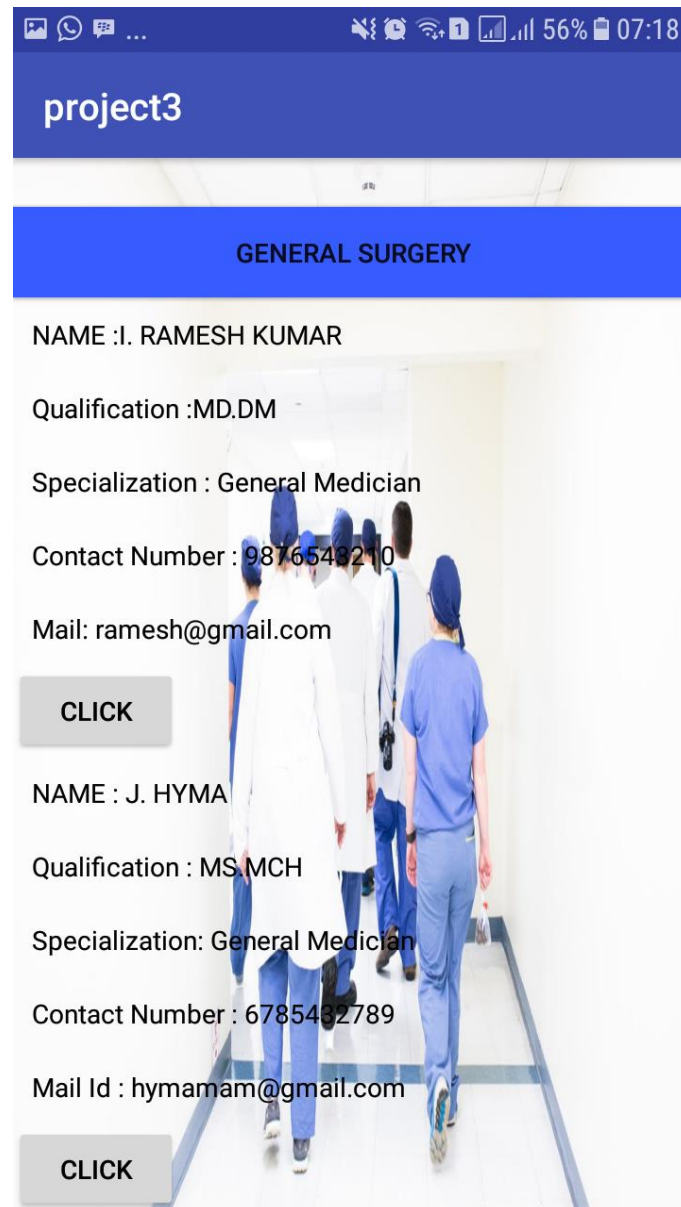 ... 1 56% 07:18
project3
GENERAL SURGERY
NAME :I. RAMESH KUMAR
Qualification :MD.DM
Specialization : General Medician
Contact Number : 9876543210
Mail: ramesh@gmail.com
CLICK
NAME : J. HYMA
Qualification : MS.MCH
Specialization: General Medician
Contact Number : 6785432789
Mail Id : hymamam@gmail.com
CLICK